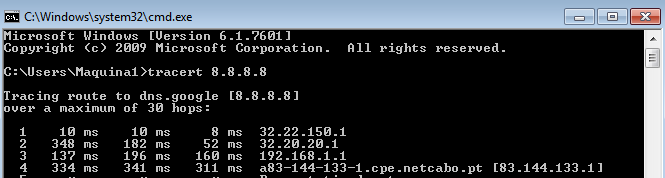 C:\Windows\system32\cmd.exe
Microsoft Windows [Version 6.1.7601]
Copyright (c) 2009 Microsoft Corporation.  All rights reserved.
C:\Users\Maquina1>tracert 8.8.8.8
Tracing route to dns.google [8.8.8.8]
over a maximum of 30 hops:
1    10 ms    10 ms     8 ms  32.22.150.1
2   348 ms   182 ms    52 ms  32.20.20.1
3   137 ms   196 ms   160 ms  192.168.1.1
4   334 ms   341 ms   311 ms  a83-144-133-1.cpe.netcabo.pt [83.144.133.1]